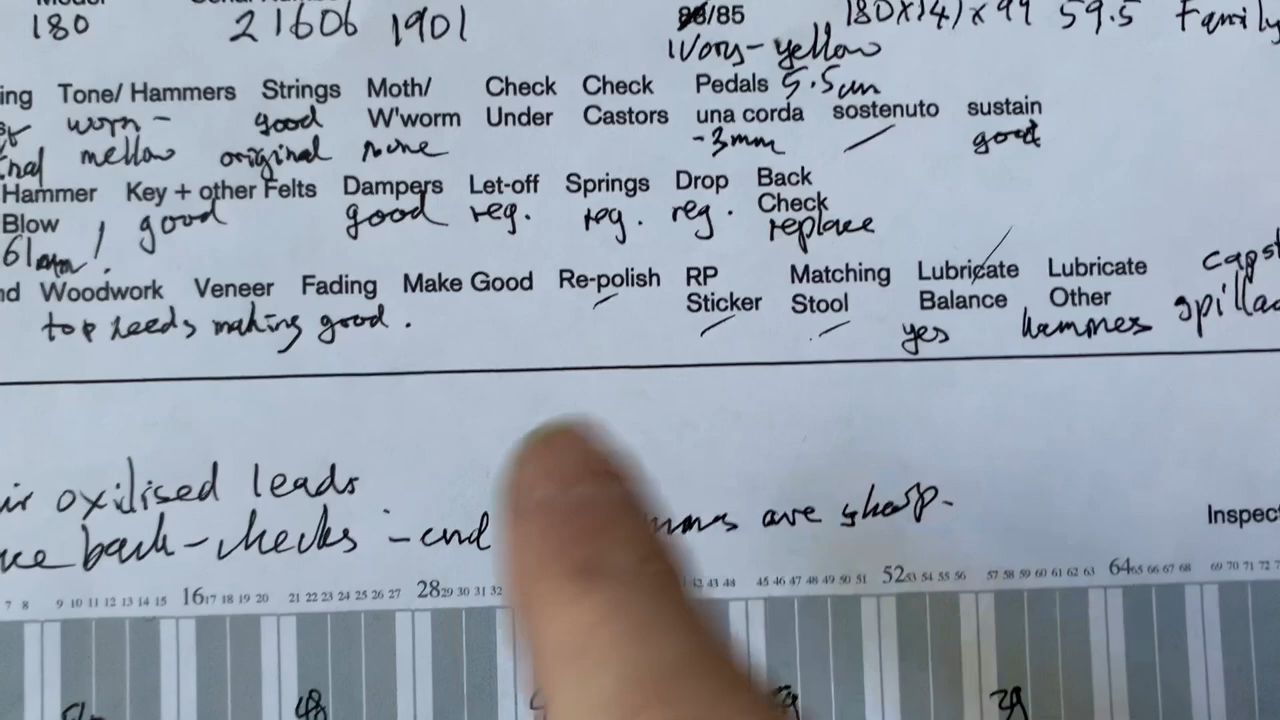 180 21606 1901 /85 180x141x99 59.5 Family
Ivory-yellow
ing Tone/ Hammers Strings Moth/ Check Check Pedals 5.5cm
worn - good W'worm Under Castors una corda sostenuto sustain
mellow original none -3mm good
Hammer Key + other Felts Dampers Let-off Springs Drop Back
Blow good good reg. reg. reg. Check
61mm! replace
Woodwork Veneer Fading Make Good Re-polish RP Matching Lubricate Lubricate
Sticker Stool Balance Other
top needs making good. yes hammers
oxilised leads
back-checks - end are sharp.
Inspect
7 8 9 10 11 12 13 14 15 16 17 18 19 20 21 22 23 24 25 26 27 28 29 30 31 32 42 43 44 45 46 47 48 49 50 51 52 53 54 55 56 57 58 59 60 61 62 63 64 65 66 67 68 69 70 71 72
48